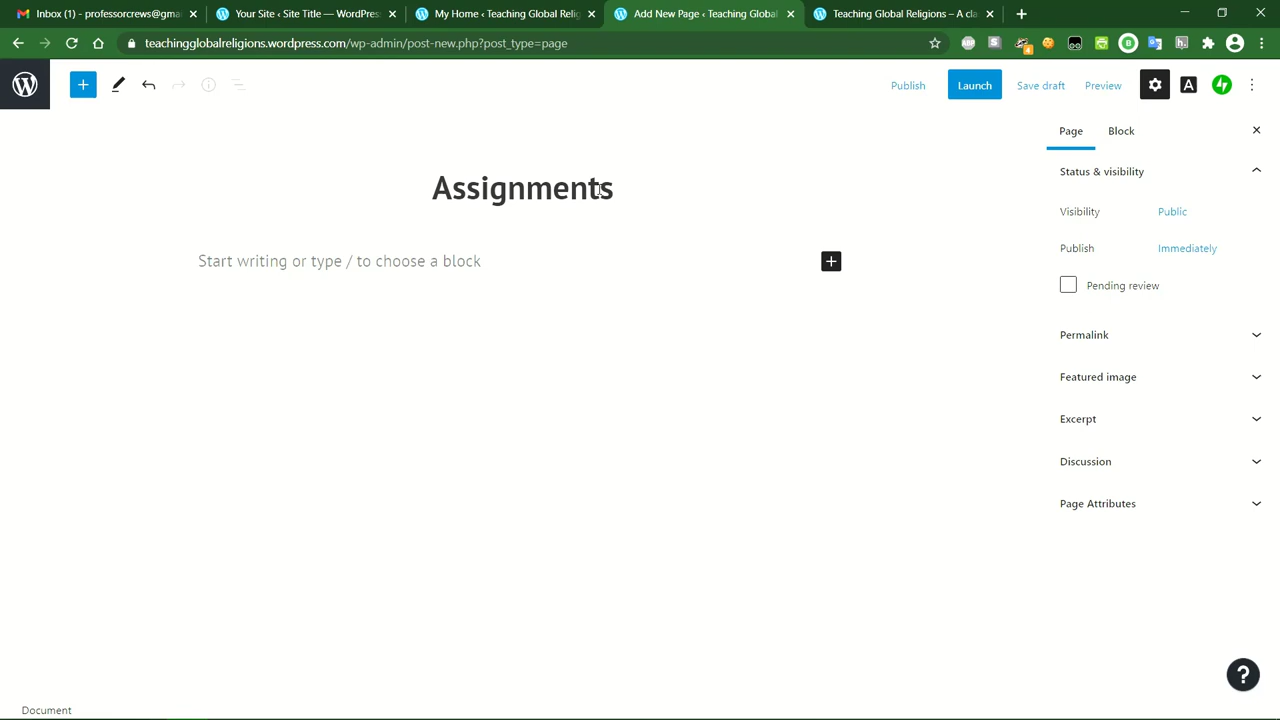 Inbox (1) - professorcrews@gma
Your Site ‹ Site Title — WordPres
My Home ‹ Teaching Global Relig
Add New Page ‹ Teaching Global
Teaching Global Religions – A cla
teachingglobalreligions.wordpress.com/wp-admin/post-new.php?post_type=page
Publish
Launch
Save draft
Preview
Page
Block
Status & visibility
Assignments
Visibility
Public
Publish
Immediately
Start writing or type / to choose a block
Pending review
Permalink
Featured image
Excerpt
Discussion
Page Attributes
Document